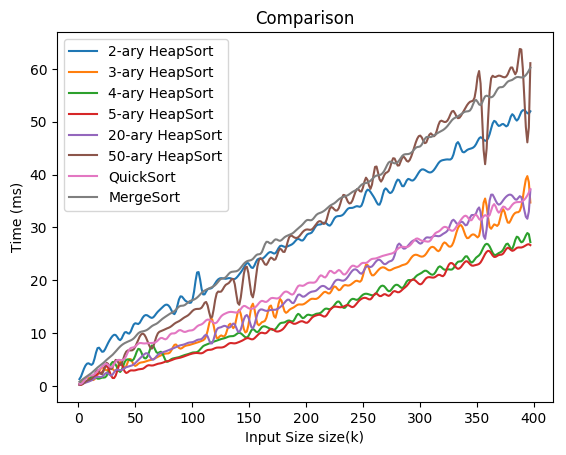 Comparison
2-ary HeapSort
3-ary HeapSort
4-ary HeapSort
5-ary HeapSort
20-ary HeapSort
50-ary HeapSort
QuickSort
MergeSort
Time (ms)
60
50
40
30
20
10
0
0 50 100 150 200 250 300 350 400
Input Size size(k)